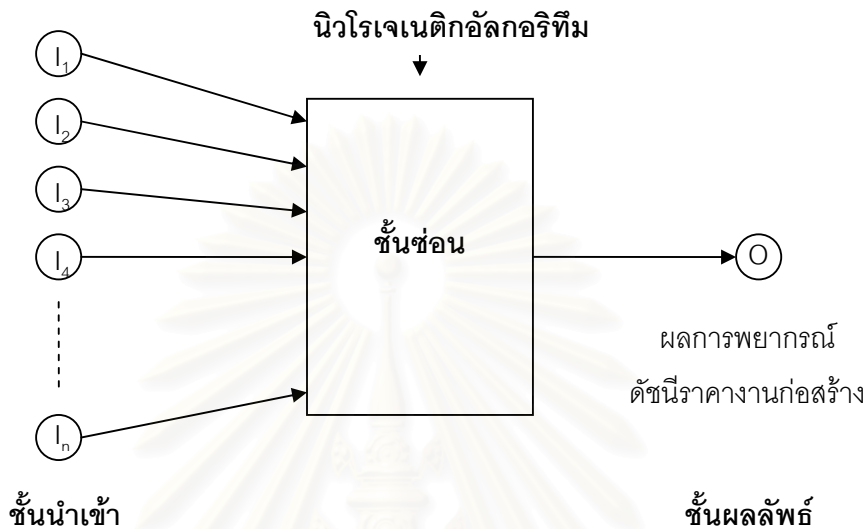 นิวโรเจเนติกอัลกอริทึม
I1
I2
I3
I4
In
ชั้นซ่อน
O
ผลการพยากรณ์
ดัชนีราคางานก่อสร้าง
ชั้นนำเข้า
ชั้นผลลัพธ์